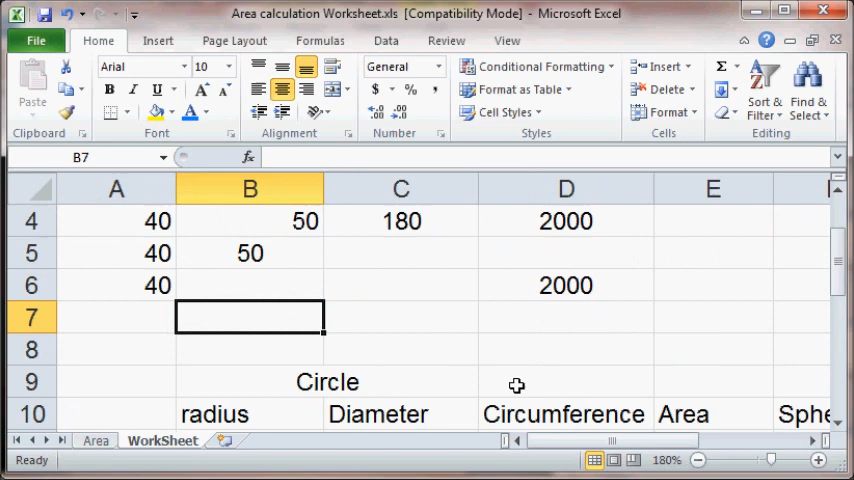 Area calculation Worksheet.xls [Compatibility Mode] - Microsoft Excel
File Home Insert Page Layout Formulas Data Review View
Paste
Arial 10
B I U A A A
General
$ % ,
Conditional Formatting
Format as Table
Cell Styles
Insert
Delete
Format
Σ
Sort & Filter
Find & Select
Clipboard Font Alignment Number Styles Cells Editing
B7 fx
A B C D E
4 40 50 180 2000
5 40 50
6 40 2000
7
8
9 Circle
10 radius Diameter Circumference Area Sphe
Area WorkSheet
Ready 180%